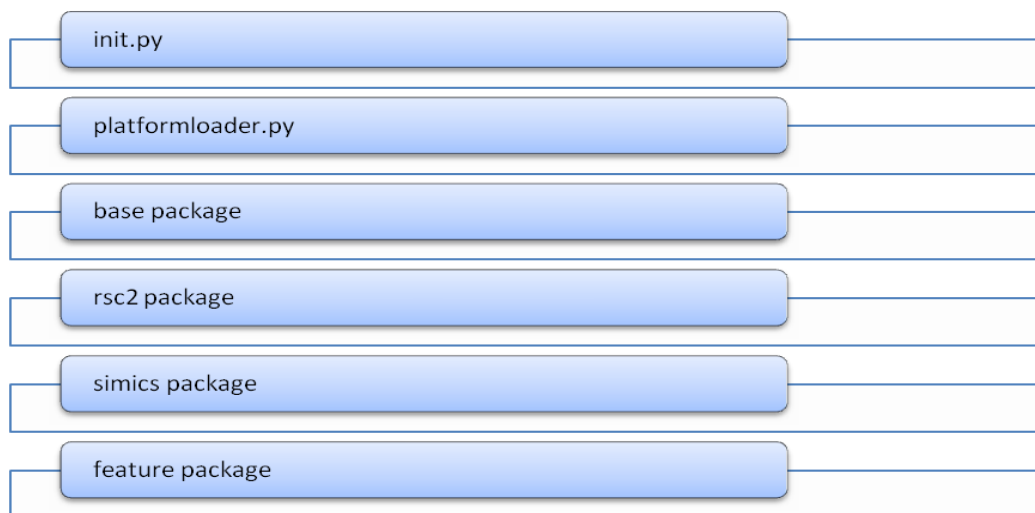 init.py
platformloader.py
base package
rsc2 package
simics package
feature package